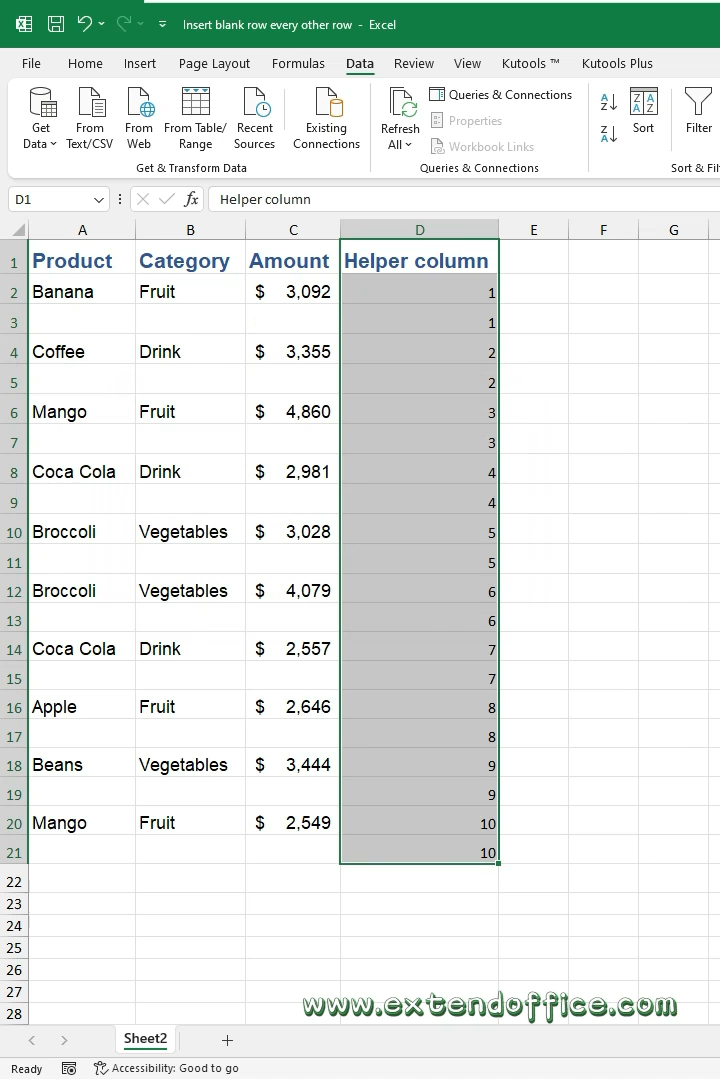 Insert blank row every other row - Excel
File Home Insert Page Layout Formulas Data Review View Kutools ™ Kutools Plus
Get Data
From Text/CSV
From Web
From Table/ Range
Recent Sources
Existing Connections
Refresh All
Queries & Connections
Properties
Workbook Links
Sort
Filter
Get & Transform Data
Queries & Connections
Sort & Fil
D1
fx
Helper column
A B C D E F G
1 Product Category Amount Helper column
2 Banana Fruit $ 3,092 1
3 1
4 Coffee Drink $ 3,355 2
5 2
6 Mango Fruit $ 4,860 3
7 3
8 Coca Cola Drink $ 2,981 4
9 4
10 Broccoli Vegetables $ 3,028 5
11 5
12 Broccoli Vegetables $ 4,079 6
13 6
14 Coca Cola Drink $ 2,557 7
15 7
16 Apple Fruit $ 2,646 8
17 8
18 Beans Vegetables $ 3,444 9
19 9
20 Mango Fruit $ 2,549 10
21 10
22
23
24
25
26
27
28
www.extendoffice.com
Sheet2
Ready
Accessibility: Good to go